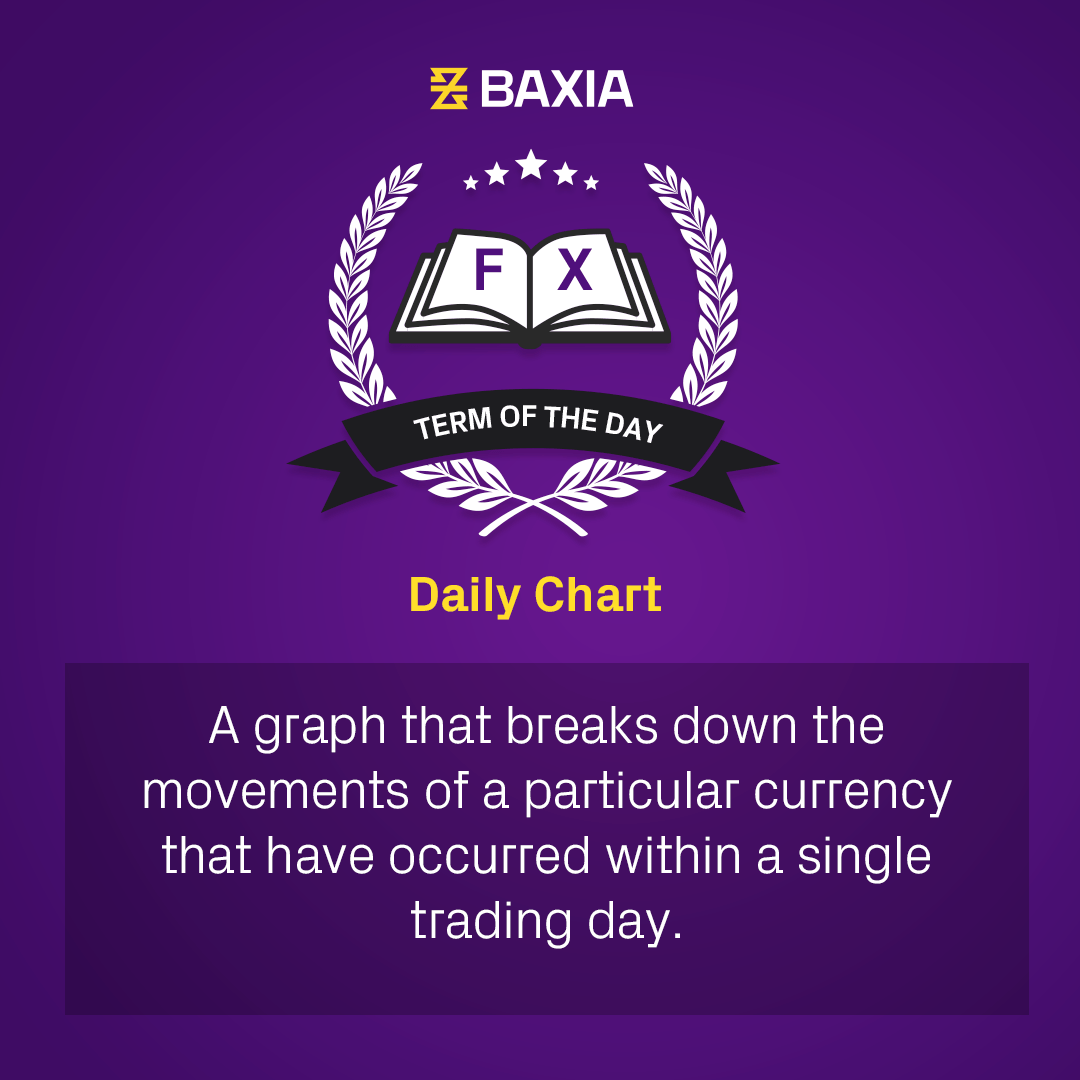 BAXIA
F X
TERM OF THE DAY
Daily Chart
A graph that breaks down the
movements of a particular currency
that have occurred within a single
trading day.